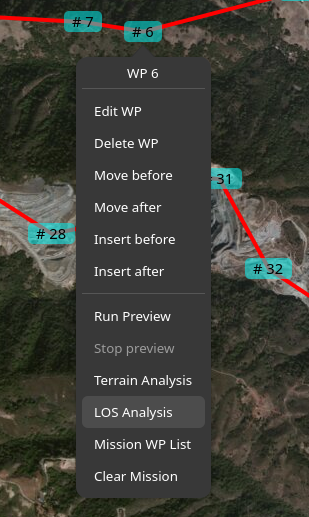 # 7
# 6
WP 6
Edit WP
Delete WP
Move before
31
Move after
# 28
Insert before
# 32
Insert after
Run Preview
Stop preview
Terrain Analysis
LOS Analysis
Mission WP List
Clear Mission